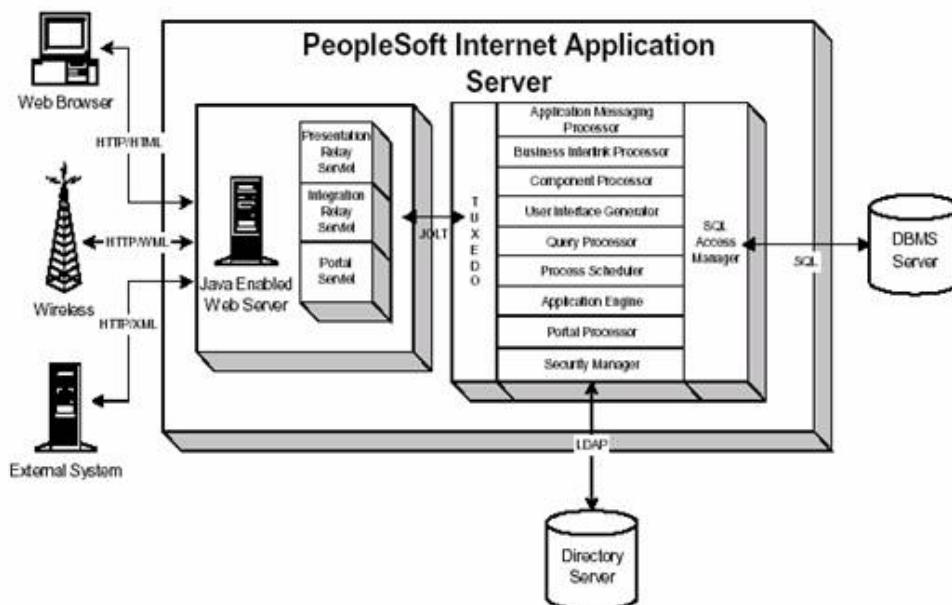 PeopleSoft Internet Application
Server
Web Browser
HTTP/HTML
Wireless
HTTP/WML
HTTP/XML
External System
Java Enabled
Web Server
Presentation
Relay
Servlet
Integration
Relay
Servlet
Portal
Servlet
JOLT
TUXEDO
Application Messaging
Processor
Business Interlink Processor
Component Processor
User Interface Generator
Query Processor
Process Scheduler
Application Engine
Portal Processor
Security Manager
SQL
Access
Manager
SQL
DBMS
Server
LDAP
Directory
Server